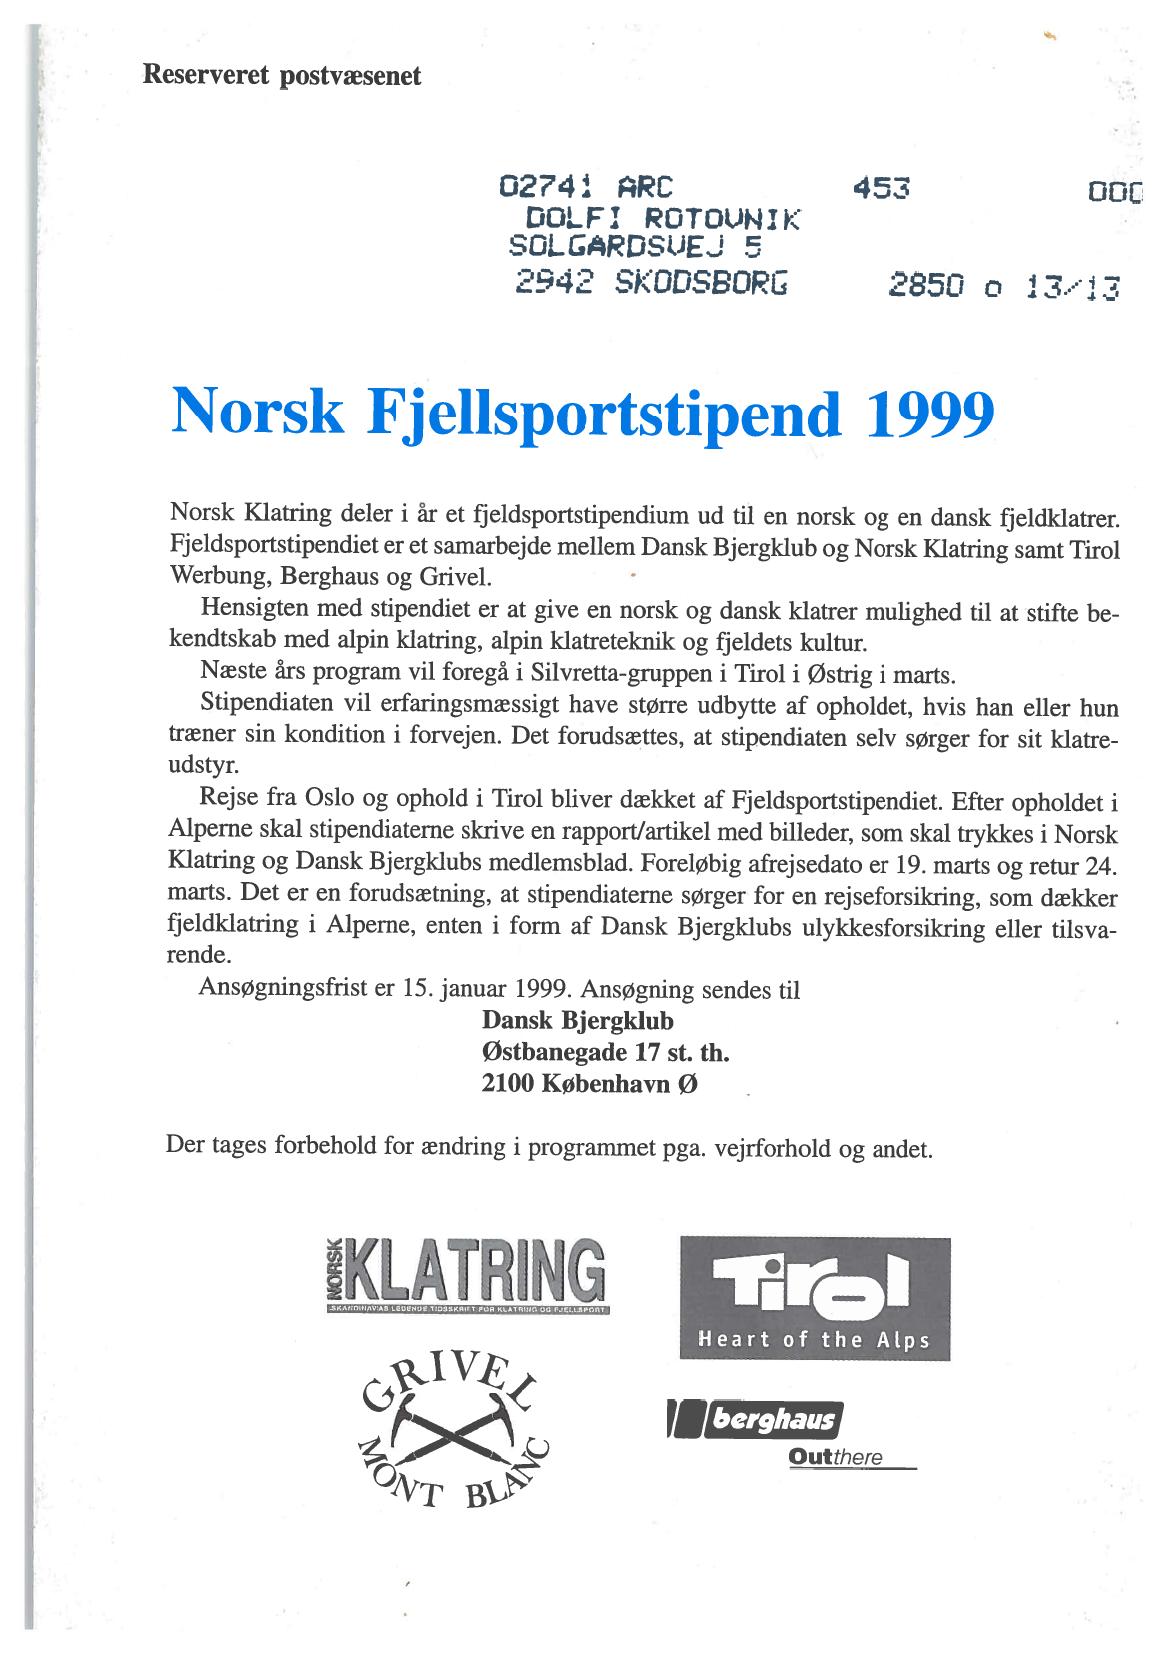 Reserveret postvæsenet
02741 ARC 453 000
DOLFI ROTOVNIK
SOLGARDSVEJ 5
2942 SKODSBORG 2850 o 13/13
Norsk Fjellsportstipend 1999
Norsk Klatring deler i år et fjeldsportstipendium ud til en norsk og en dansk fjeldklatrer.
Fjeldsportstipendiet er et samarbejde mellem Dansk Bjergklub og Norsk Klatring samt Tirol
Werbung, Berghaus og Grivel.
Hensigten med stipendiet er at give en norsk og dansk klatrer mulighed til at stifte be-
kendtskab med alpin klatring, alpin klatreteknik og fjeldets kultur.
Næste års program vil foregå i Silvretta-gruppen i Tirol i Østrig i marts.
Stipendiaten vil erfaringsmæssigt have større udbytte af opholdet, hvis han eller hun
træner sin kondition i forvejen. Det forudsættes, at stipendiaten selv sørger for sit klatre-
udstyr.
Rejse fra Oslo og ophold i Tirol bliver dækket af Fjeldsportstipendiet. Efter opholdet i
Alperne skal stipendiaterne skrive en rapport/artikel med billeder, som skal trykkes i Norsk
Klatring og Dansk Bjergklubs medlemsblad. Foreløbig afrejsedato er 19. marts og retur 24.
marts. Det er en forudsætning, at stipendiaterne sørger for en rejseforsikring, som dækker
fjeldklatring i Alperne, enten i form af Dansk Bjergklubs ulykkesforsikring eller tilsva-
rende.
Ansøgningsfrist er 15. januar 1999. Ansøgning sendes til
Dansk Bjergklub
Østbanegade 17 st. th.
2100 København Ø
Der tages forbehold for ændring i programmet pga. vejrforhold og andet.
NORSK KLATRING
SKANDINAVIAS LEDENDE TIDSSKRIFT FOR KLATRING OG FJELLSPORT
Tirol
Heart of the Alps
GRIVEL
MONT BLANC
berghaus
Outthere